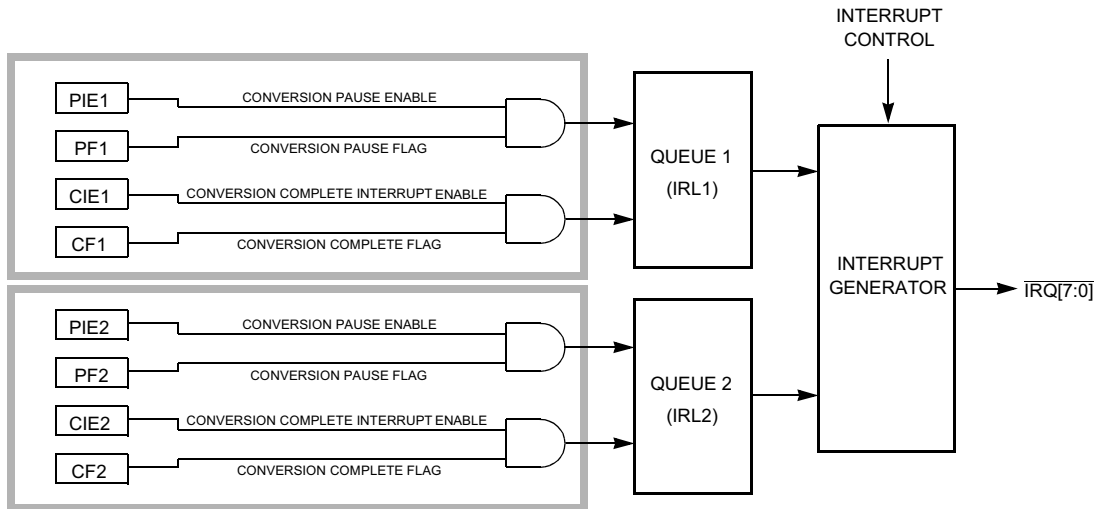 INTERRUPT
CONTROL
PIE1
CONVERSION PAUSE ENABLE
PF1
CONVERSION PAUSE FLAG
CIE1
CONVERSION COMPLETE INTERRUPT ENABLE
CF1
CONVERSION COMPLETE FLAG
QUEUE 1
(IRL1)
PIE2
CONVERSION PAUSE ENABLE
PF2
CONVERSION PAUSE FLAG
CIE2
CONVERSION COMPLETE INTERRUPT ENABLE
CF2
CONVERSION COMPLETE FLAG
QUEUE 2
(IRL2)
INTERRUPT
GENERATOR
IRQ[7:0]